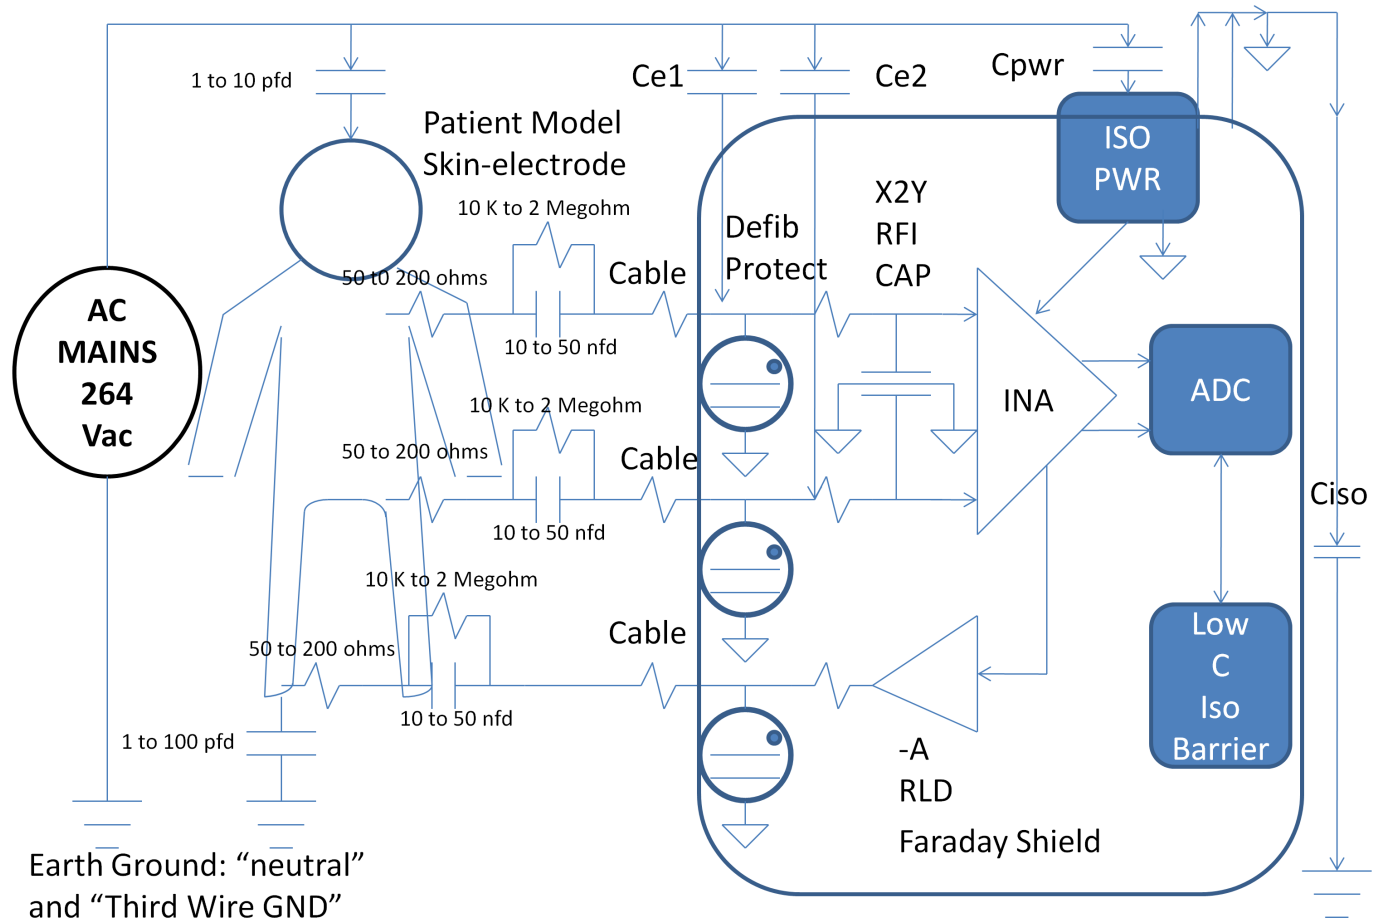 1 to 10 pfd
Ce1
Ce2
Cpwr
Patient Model
Skin-electrode
ISO
PWR
10 K to 2 Megohm
X2Y
RFI
CAP
Defib
Protect
50 to 200 ohms
Cable
AC
MAINS
264
Vac
10 to 50 nfd
INA
ADC
10 K to 2 Megohm
50 to 200 ohms
Cable
10 to 50 nfd
Ciso
10 K to 2 Megohm
50 to 200 ohms
Cable
10 to 50 nfd
Low
C
Iso
Barrier
1 to 100 pfd
-A
RLD
Faraday Shield
Earth Ground: “neutral”
and “Third Wire GND”